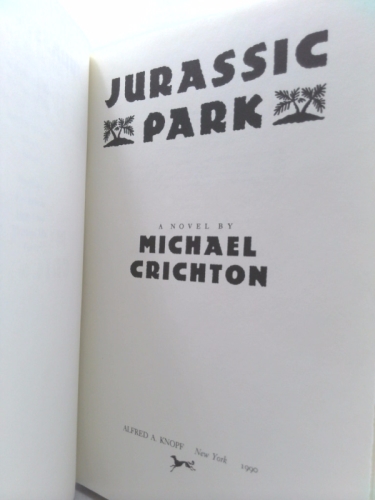 JURASSIC
PARK
A NOVEL BY
MICHAEL
CRICHTON
ALFRED A. KNOPF New York 1990